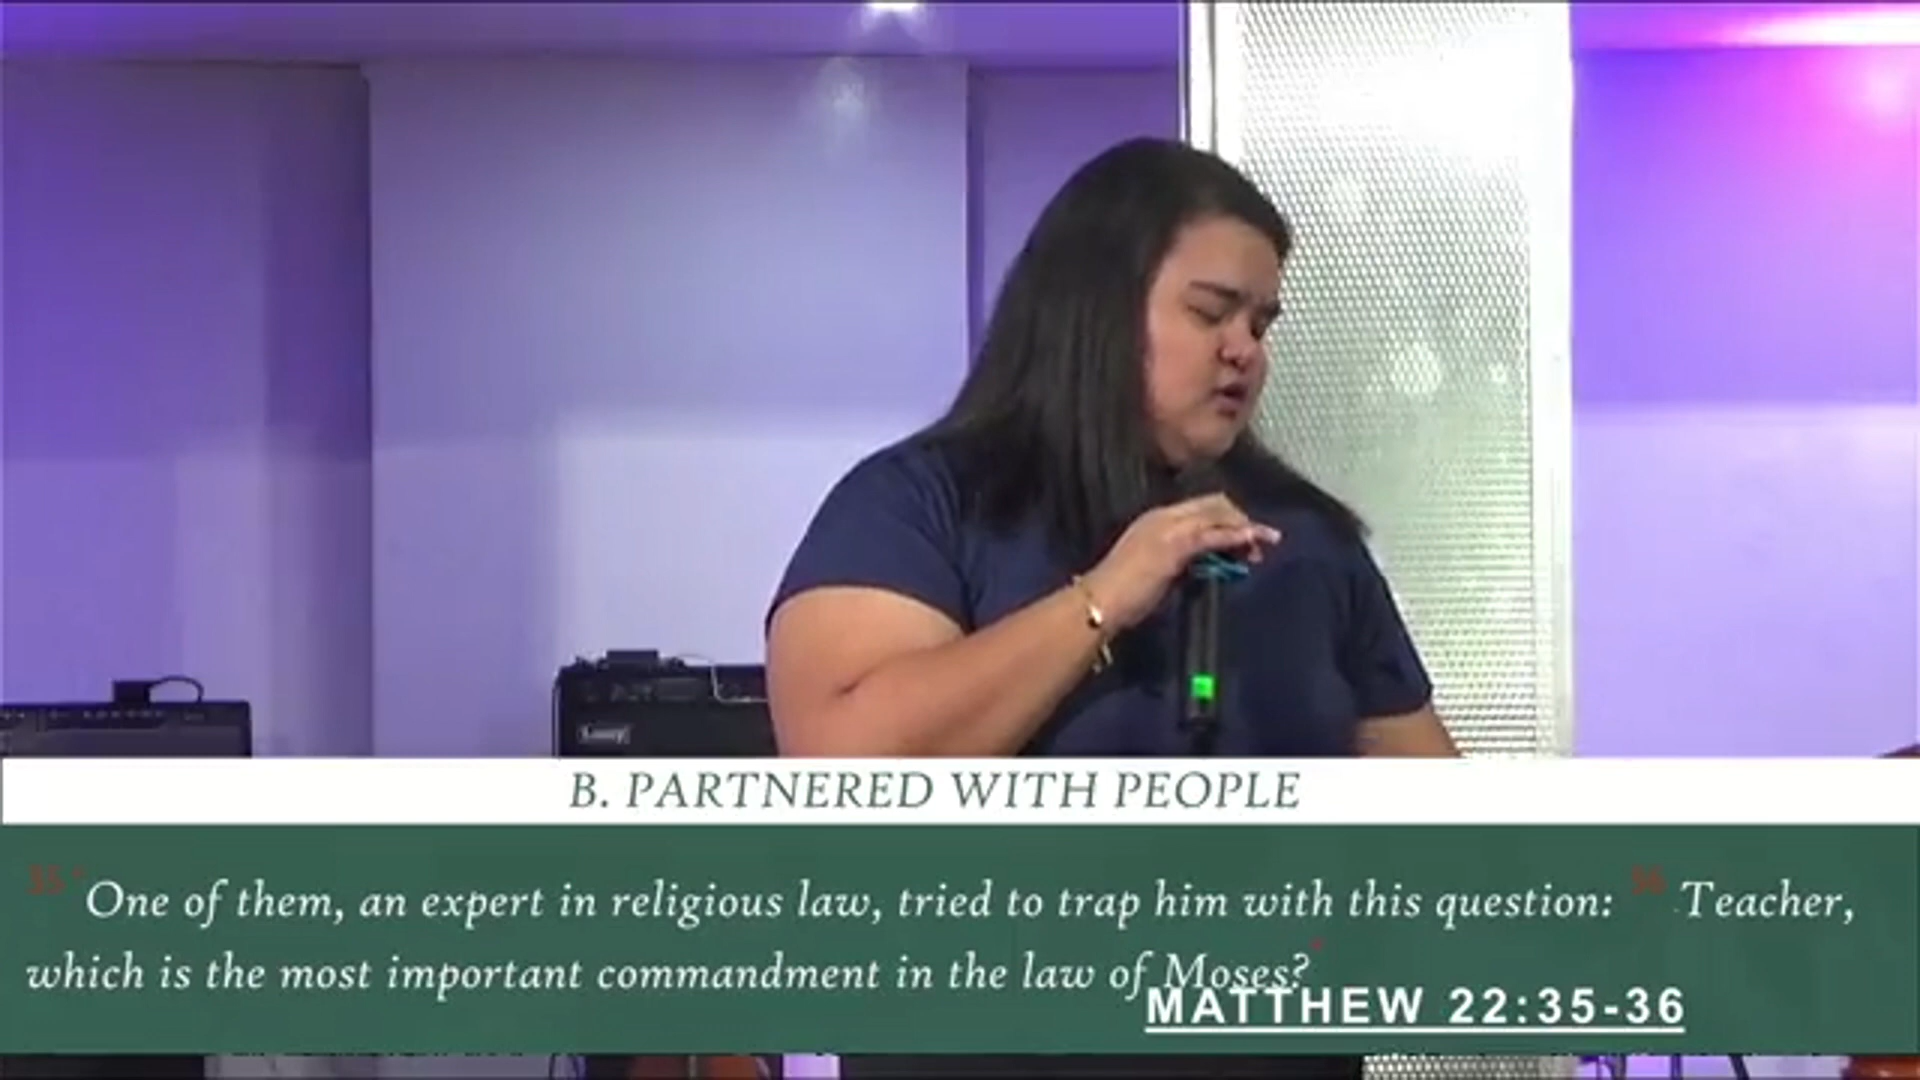 Laney
B. PARTNERED WITH PEOPLE
35 "One of them, an expert in religious law, tried to trap him with this question: 36 Teacher,
which is the most important commandment in the law of Moses?"
MATTHEW 22:35-36